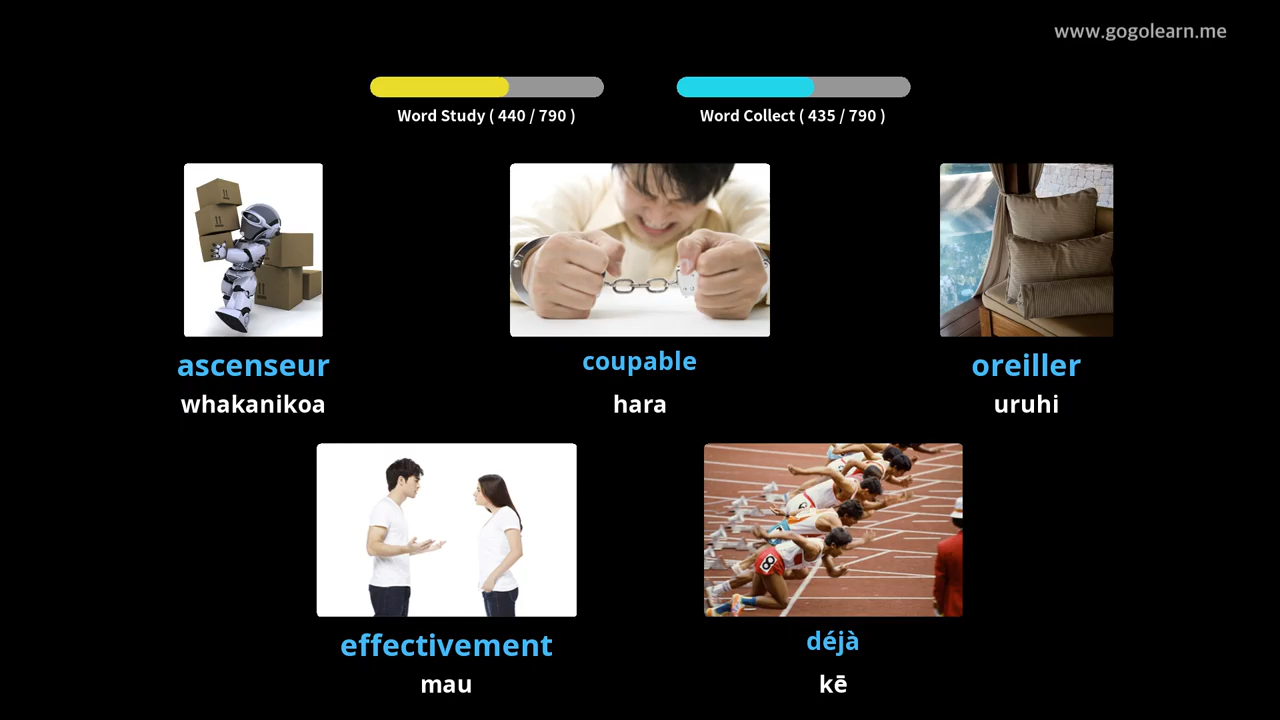 www.gogolearn.me
Word Study ( 440 / 790 )
Word Collect ( 435 / 790 )
ascenseur
whakanikoa
coupable
hara
oreiller
uruhi
effectivement
mau
déjà
kē